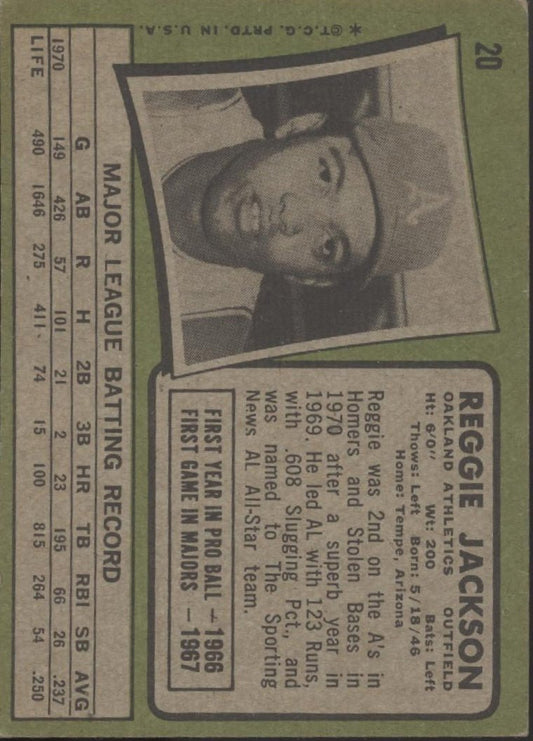 20
REGGIE JACKSON
OAKLAND ATHLETICS OUTFIELD
Ht: 6'0" Wt: 200 Bats: Left
Throws: Left Born: 5/18/46
Home: Tempe, Arizona
Reggie was 2nd on the A's in
Homers and Stolen Bases in
1970 after a superb year in
1969. He led AL with 123 Runs,
with .608 Slugging Pct., and
was named to The Sporting
News AL All-Star team.
FIRST YEAR IN PRO BALL — 1966
FIRST GAME IN MAJORS — 1967
A
MAJOR LEAGUE BATTING RECORD
G AB R H 2B 3B HR TB RBI SB AVG
1970 149 426 57 101 21 2 23 195 66 26 .237
LIFE 490 1646 275 411 74 15 100 815 264 54 .250
* © T.C.G. PRTD. IN U.S.A.